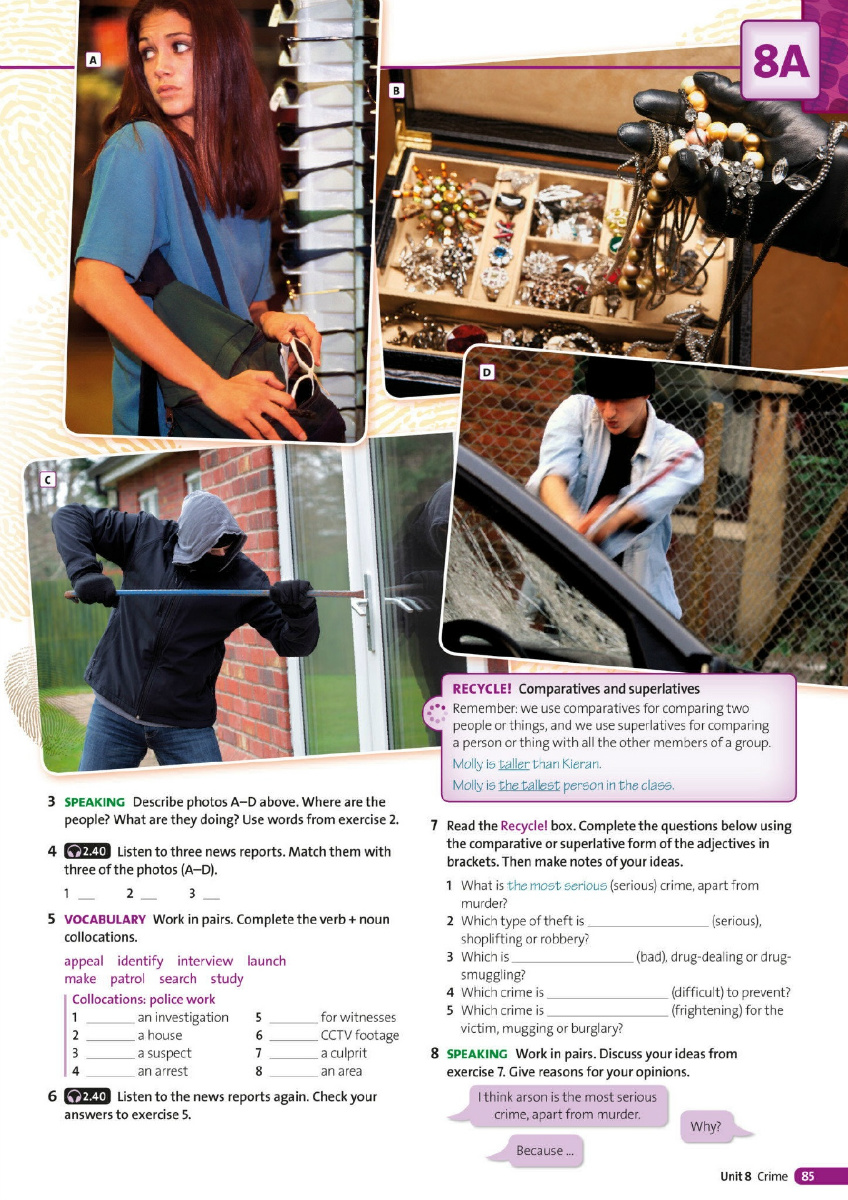 8A
A
B
D
C
RECYCLE! Comparatives and superlatives
Remember: we use comparatives for comparing two
people or things, and we use superlatives for comparing
a person or thing with all the other members of a group.
Molly is taller than Kieran.
Molly is the tallest person in the class.
3 SPEAKING Describe photos A–D above. Where are the
people? What are they doing? Use words from exercise 2.
4 2.40 Listen to three news reports. Match them with
three of the photos (A–D).
1 __ 2 __ 3 __
5 VOCABULARY Work in pairs. Complete the verb + noun
collocations.
appeal identify interview launch
make patrol search study
Collocations: police work
1 _______ an investigation
2 _______ a house
3 _______ a suspect
4 _______ an arrest
5 _______ for witnesses
6 _______ CCTV footage
7 _______ a culprit
8 _______ an area
6 2.40 Listen to the news reports again. Check your
answers to exercise 5.
7 Read the Recycle! box. Complete the questions below using
the comparative or superlative form of the adjectives in
brackets. Then make notes of your ideas.
1 What is the most serious (serious) crime, apart from
murder?
2 Which type of theft is _________________ (serious),
shoplifting or robbery?
3 Which is _________________ (bad), drug-dealing or drug-
smuggling?
4 Which crime is _________________ (difficult) to prevent?
5 Which crime is _________________ (frightening) for the
victim, mugging or burglary?
8 SPEAKING Work in pairs. Discuss your ideas from
exercise 7. Give reasons for your opinions.
I think arson is the most serious
crime, apart from murder.
Why?
Because ...
Unit 8 Crime 85